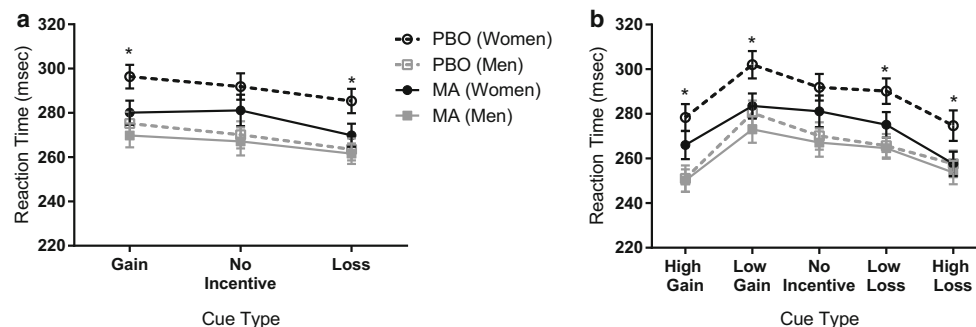 a
320
300
280
260
240
220
Reaction Time (msec)
*
*
Gain
No
Incentive
Loss
Cue Type
PBO (Women)
PBO (Men)
MA (Women)
MA (Men)
b
320
300
280
260
240
220
Reaction Time (msec)
*
*
*
*
High
Gain
Low
Gain
No
Incentive
Low
Loss
High
Loss
Cue Type